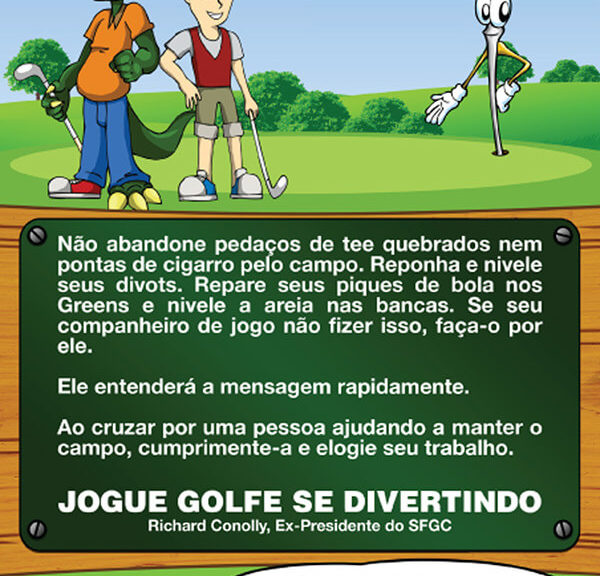 Não abandone pedaços de tee quebrados nem
pontas de cigarro pelo campo. Reponha e nivele
seus divots. Repare seus piques de bola nos
Greens e nivele a areia nas bancas. Se seu
companheiro de jogo não fizer isso, faça-o por
ele.
Ele entenderá a mensagem rapidamente.
Ao cruzar por uma pessoa ajudando a manter o
campo, cumprimente-a e elogie seu trabalho.
JOGUE GOLFE SE DIVERTINDO
Richard Conolly, Ex-Presidente do SFGC